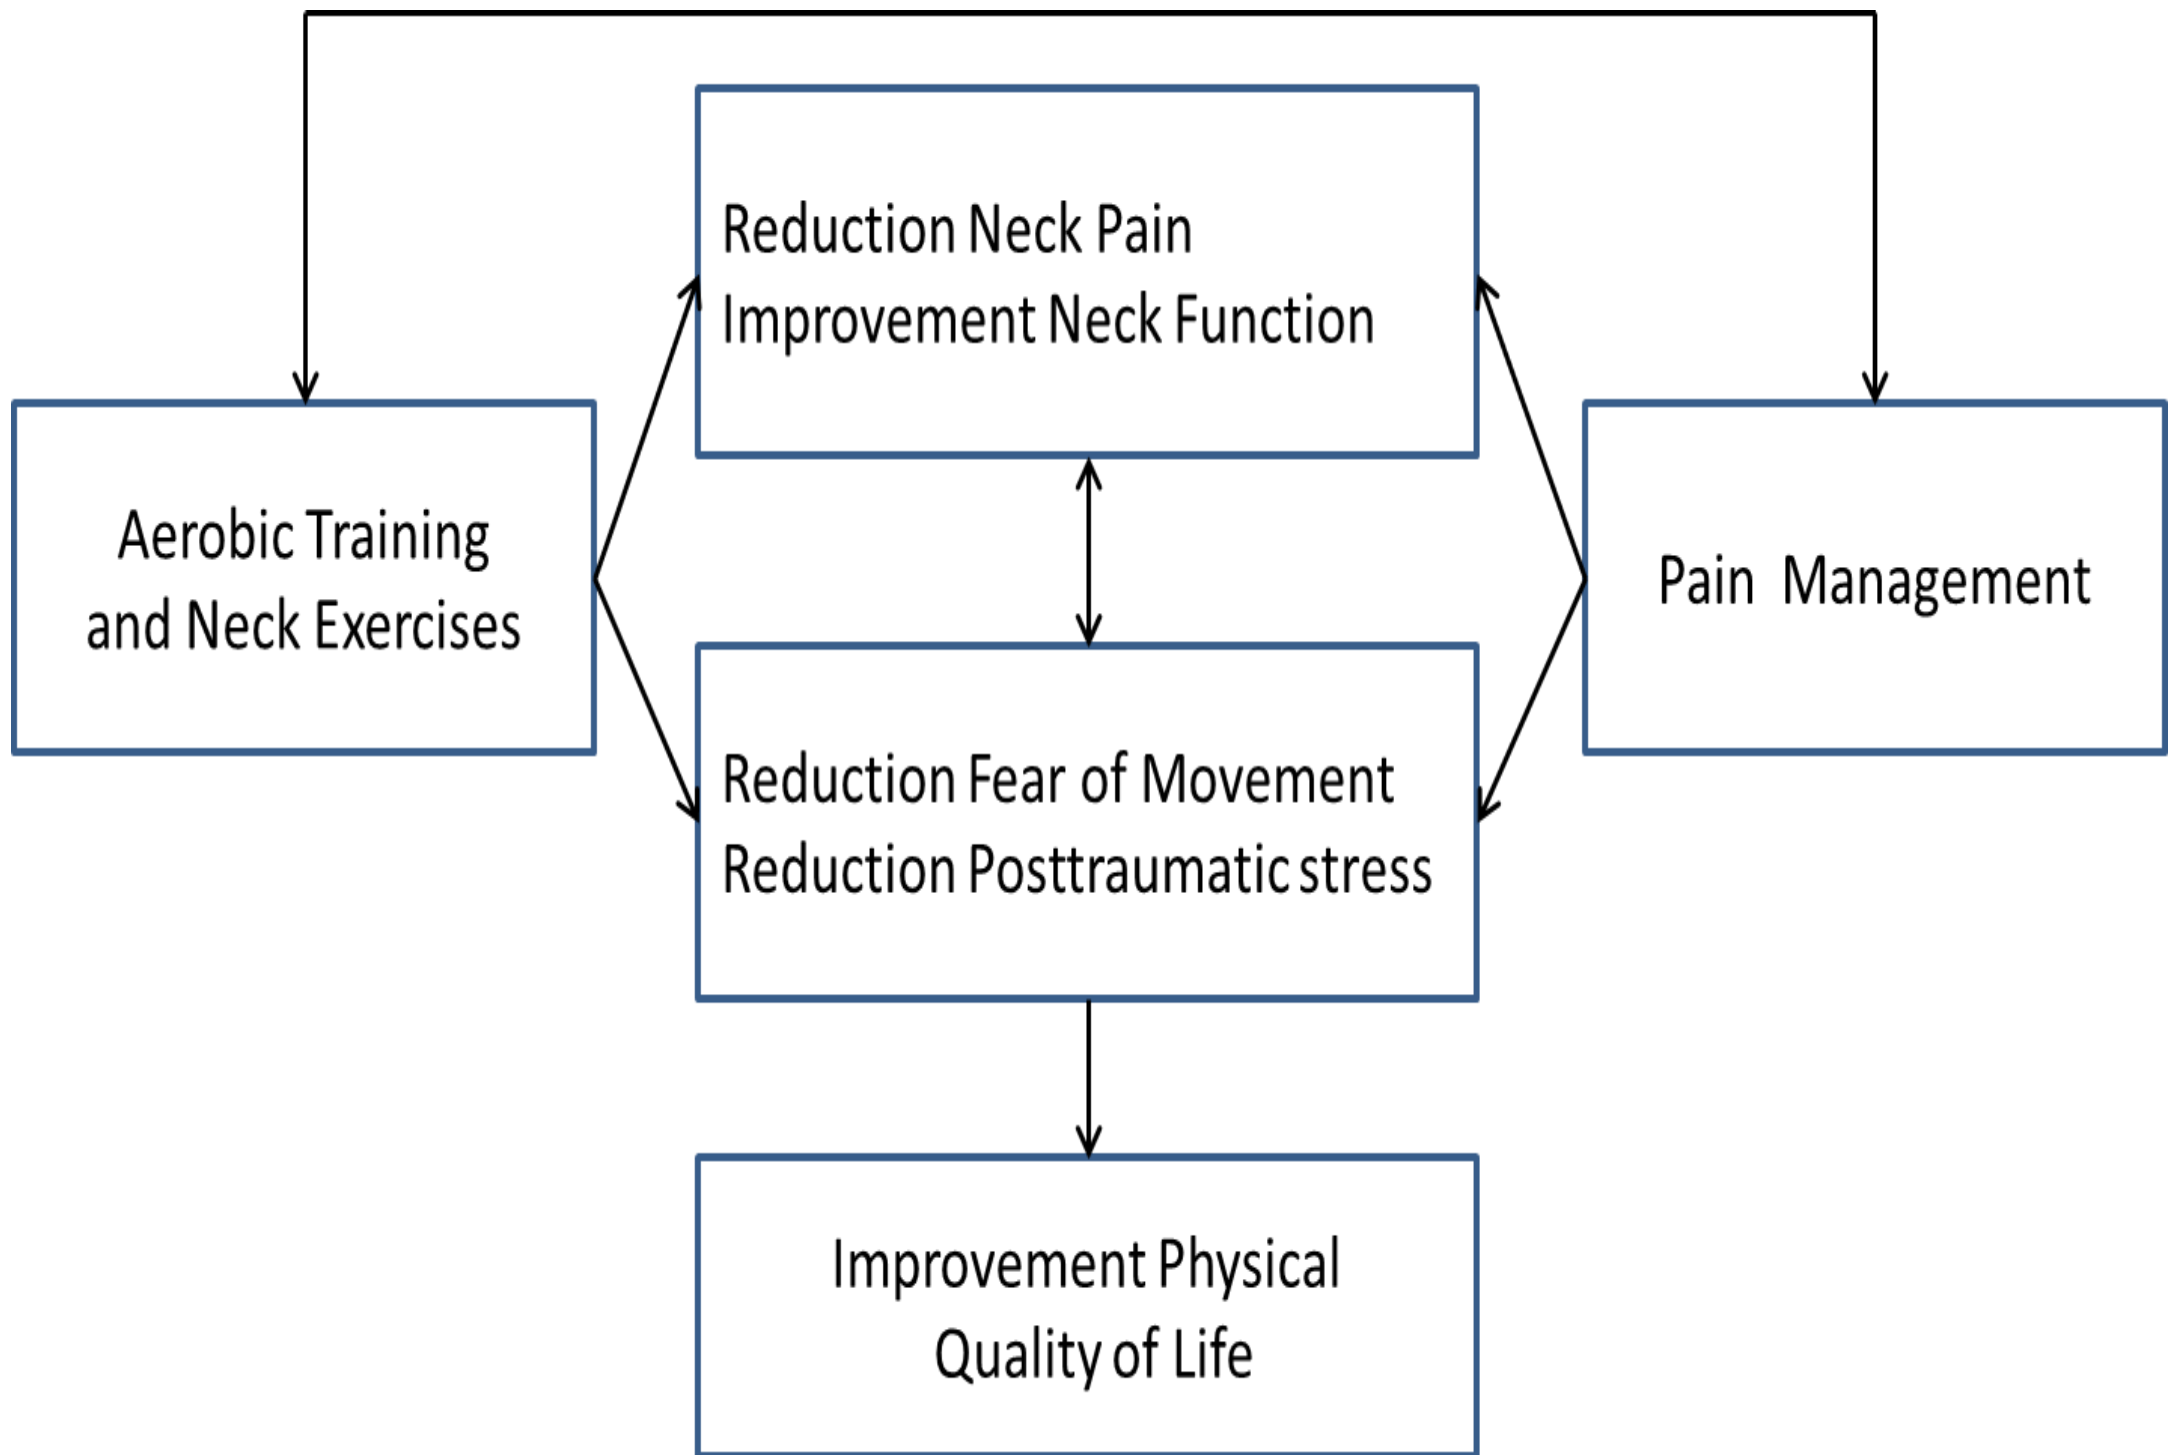 Reduction Neck Pain
Improvement Neck Function
Aerobic Training
and Neck Exercises
Pain  Management
Reduction Fear of Movement
Reduction Posttraumatic stress
Improvement Physical
Quality of Life